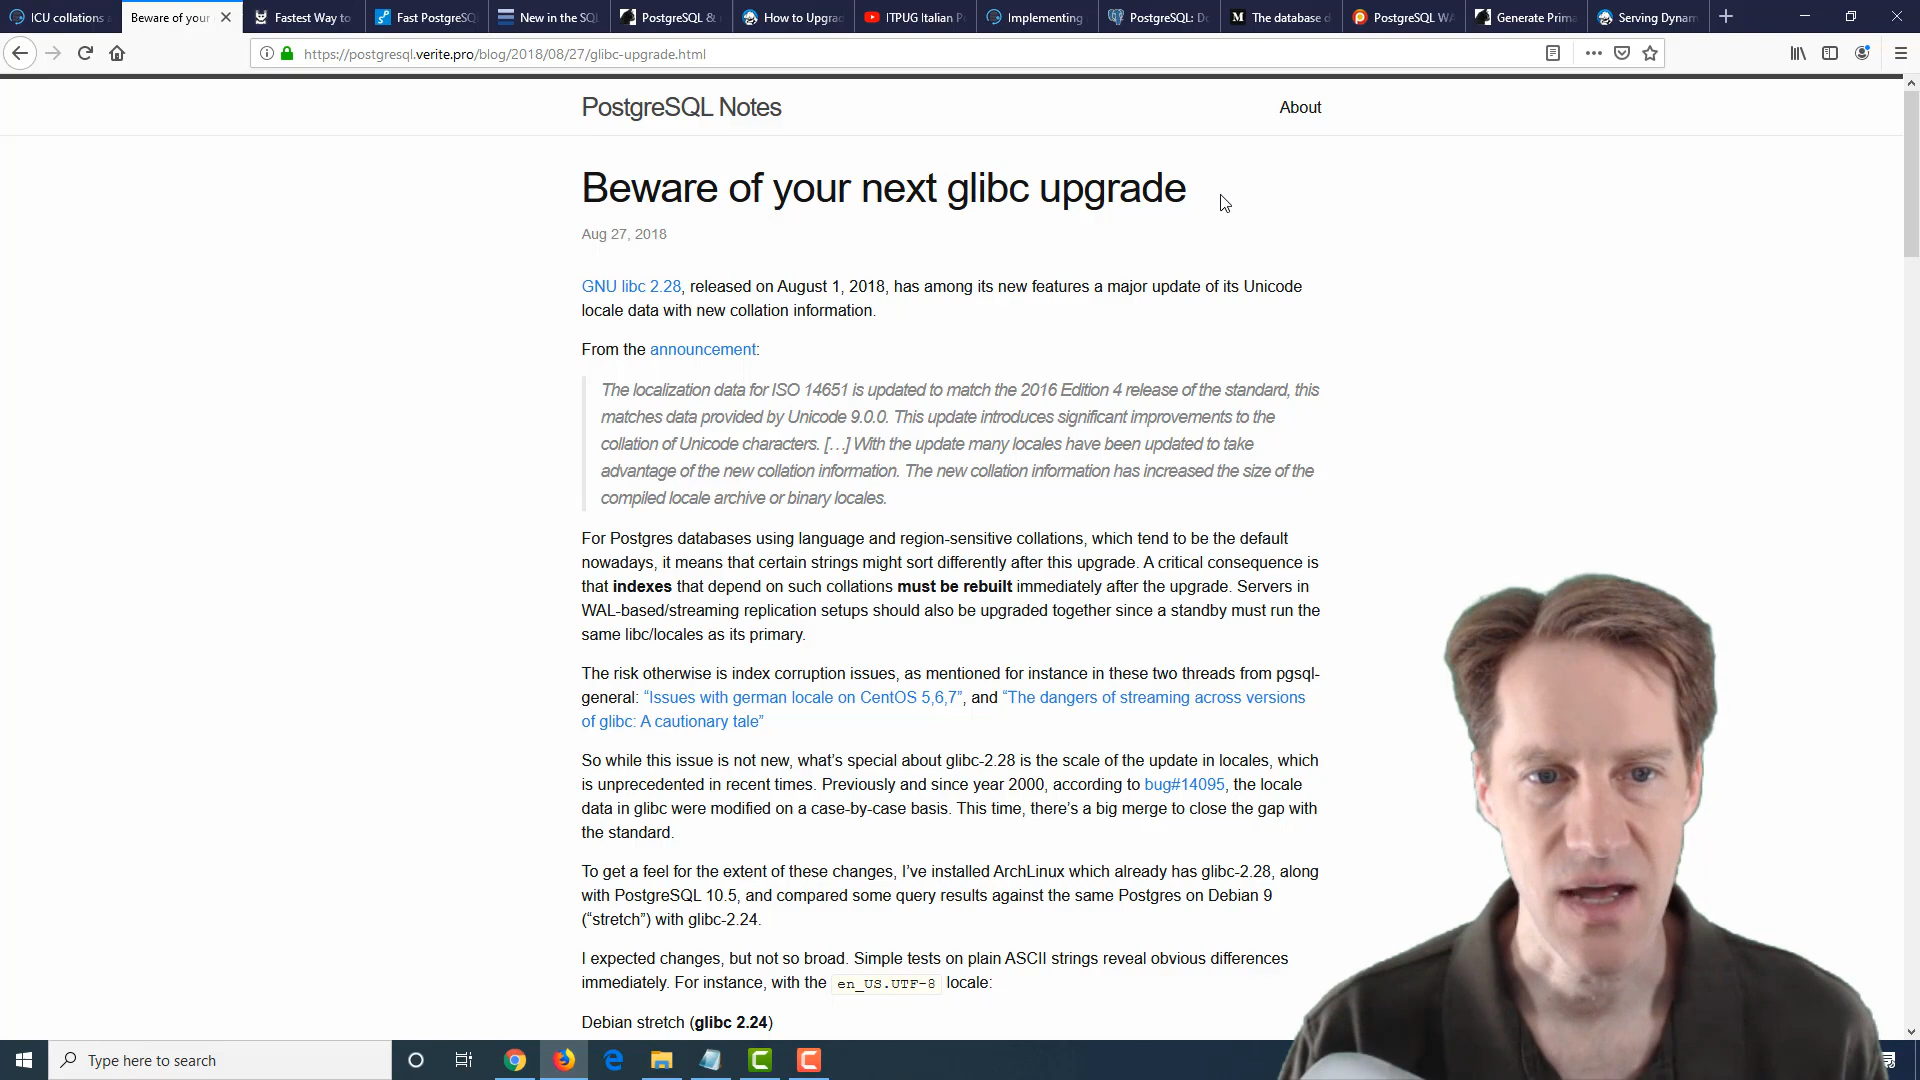 ICU collations a
Beware of your
Fastest Way to
Fast PostgreSQ
New in the SQL
PostgreSQL &
How to Upgrad
ITPUG Italian P
Implementing
PostgreSQL: Do
The database d
PostgreSQL WA
Generate Prima
Serving Dynam
https://postgresql.verite.pro/blog/2018/08/27/glibc-upgrade.html
PostgreSQL Notes
About
Beware of your next glibc upgrade
Aug 27, 2018
GNU libc 2.28, released on August 1, 2018, has among its new features a major update of its Unicode
locale data with new collation information.
From the announcement:
The localization data for ISO 14651 is updated to match the 2016 Edition 4 release of the standard, this
matches data provided by Unicode 9.0.0. This update introduces significant improvements to the
collation of Unicode characters. […] With the update many locales have been updated to take
advantage of the new collation information. The new collation information has increased the size of the
compiled locale archive or binary locales.
For Postgres databases using language and region-sensitive collations, which tend to be the default
nowadays, it means that certain strings might sort differently after this upgrade. A critical consequence is
that indexes that depend on such collations must be rebuilt immediately after the upgrade. Servers in
WAL-based/streaming replication setups should also be upgraded together since a standby must run the
same libc/locales as its primary.
The risk otherwise is index corruption issues, as mentioned for instance in these two threads from pgsql-
general: “Issues with german locale on CentOS 5,6,7”, and “The dangers of streaming across versions
of glibc: A cautionary tale”
So while this issue is not new, what’s special about glibc-2.28 is the scale of the update in locales, which
is unprecedented in recent times. Previously and since year 2000, according to bug#14095, the locale
data in glibc were modified on a case-by-case basis. This time, there’s a big merge to close the gap with
the standard.
To get a feel for the extent of these changes, I’ve installed ArchLinux which already has glibc-2.28, along
with PostgreSQL 10.5, and compared some query results against the same Postgres on Debian 9
(“stretch”) with glibc-2.24.
I expected changes, but not so broad. Simple tests on plain ASCII strings reveal obvious differences
immediately. For instance, with the en_US.UTF-8 locale:
Debian stretch (glibc 2.24)
Type here to search